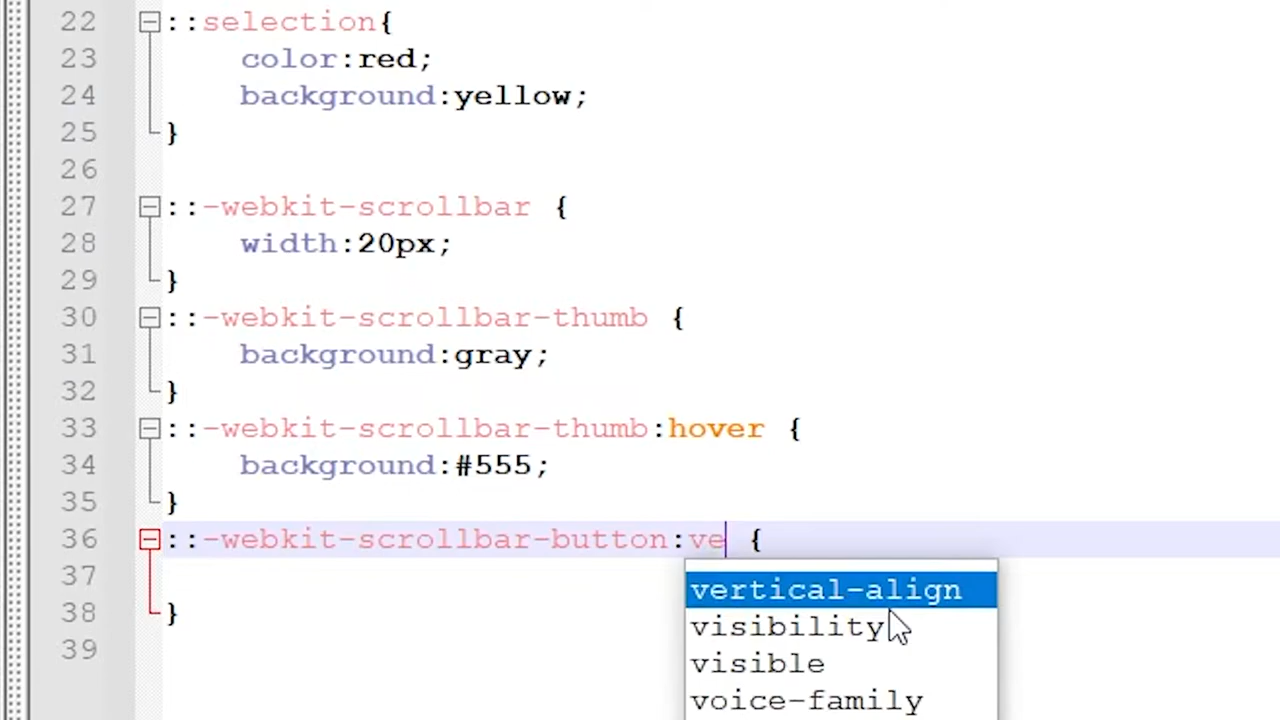 22 ::selection{
23 color:red;
24 background:yellow;
25 }
26
27 ::-webkit-scrollbar {
28 width:20px;
29 }
30 ::-webkit-scrollbar-thumb {
31 background:gray;
32 }
33 ::-webkit-scrollbar-thumb:hover {
34 background:#555;
35 }
36 ::-webkit-scrollbar-button:ve {
37
38 }
39
vertical-align
visibility
visible
voice-family